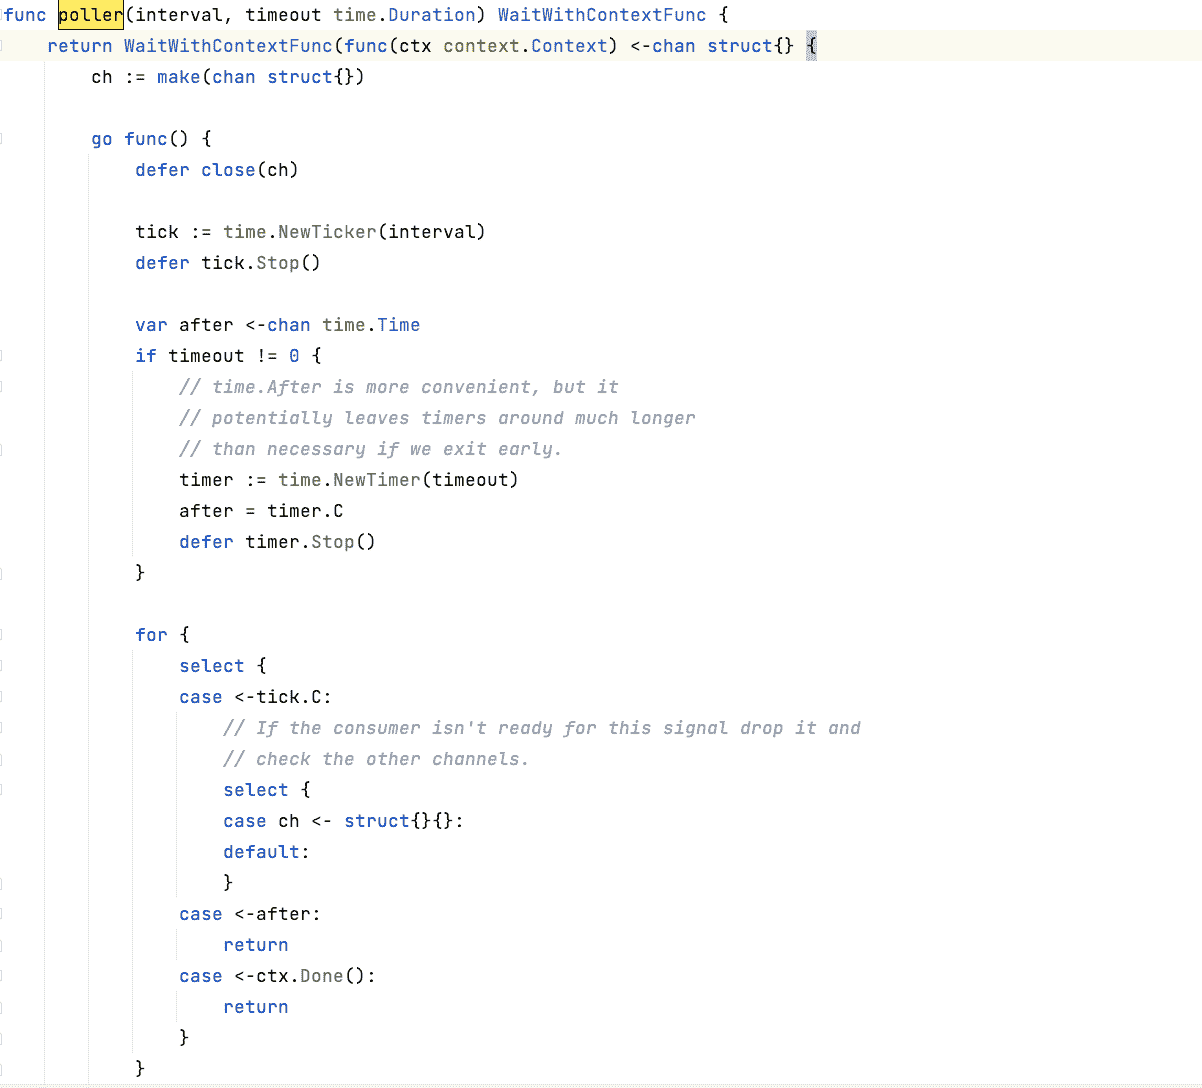 func poller(interval, timeout time.Duration) WaitWithContextFunc {
return WaitWithContextFunc(func(ctx context.Context) <-chan struct{} {
ch := make(chan struct{})
go func() {
defer close(ch)
tick := time.NewTicker(interval)
defer tick.Stop()
var after <-chan time.Time
if timeout != 0 {
// time.After is more convenient, but it
// potentially leaves timers around much longer
// than necessary if we exit early.
timer := time.NewTimer(timeout)
after = timer.C
defer timer.Stop()
}
for {
select {
case <-tick.C:
// If the consumer isn't ready for this signal drop it and
// check the other channels.
select {
case ch <- struct{}{}:
default:
}
case <-after:
return
case <-ctx.Done():
return
}
}